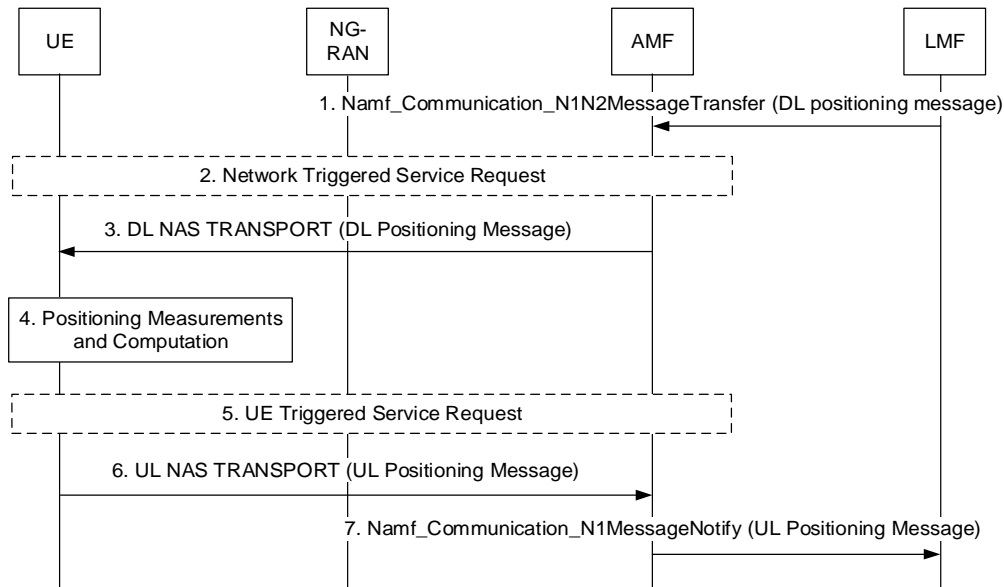 UE
NG-
RAN
AMF
LMF
1. Namf_Communication_N1N2MessageTransfer (DL positioning message)
2. Network Triggered Service Request
3. DL NAS TRANSPORT (DL Positioning Message)
4. Positioning Measurements
and Computation
5. UE Triggered Service Request
6. UL NAS TRANSPORT (UL Positioning Message)
7. Namf_Communication_N1MessageNotify (UL Positioning Message)